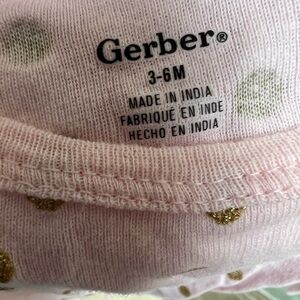 Gerber®
3-6M
MADE IN INDIA
FABRIQUÉ EN INDE
HECHO EN INDIA